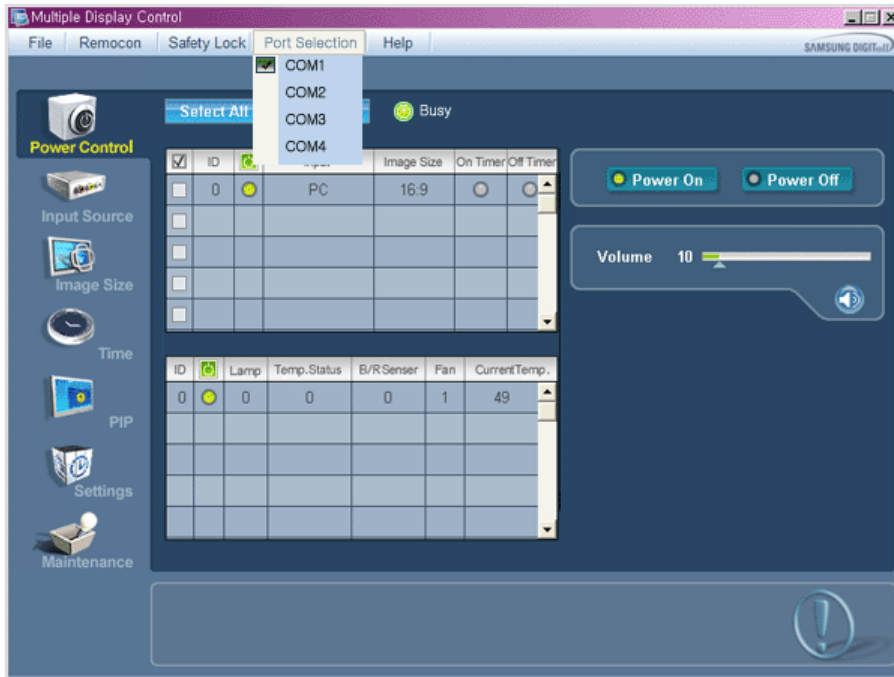 Multiple Display Control
File Remocon Safety Lock Port Selection Help
SAMSUNG DIGITall
COM1
COM2
COM3
COM4
Select All
Busy
Power Control
Input Source
Image Size
Time
PIP
Settings
Maintenance
ID Image Size On Timer Off Timer
0 PC 16:9
ID Lamp Temp.Status B/RSenser Fan CurrentTemp.
0 0 0 0 1 49
Power On Power Off
Volume 10